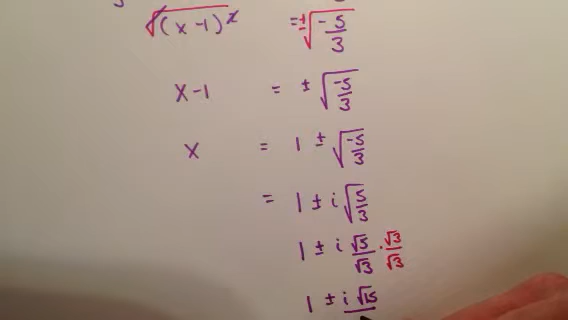 √(x-1)² = ±√-5/3
x-1 = ±√-5/3
x = 1 ± √-5/3
= 1 ± i√5/3
1 ± i √5/√3 · √3/√3
1 ± i√15